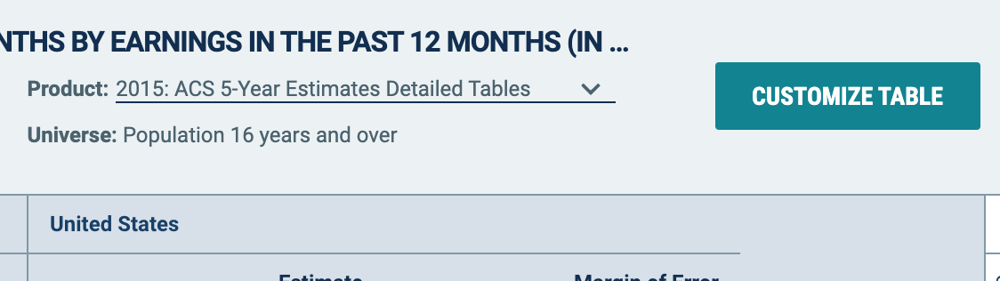 NTHS BY EARNINGS IN THE PAST 12 MONTHS (IN ...
Product: 2015: ACS 5-Year Estimates Detailed Tables
CUSTOMIZE TABLE
Universe: Population 16 years and over
United States
Estimate Margin of Error